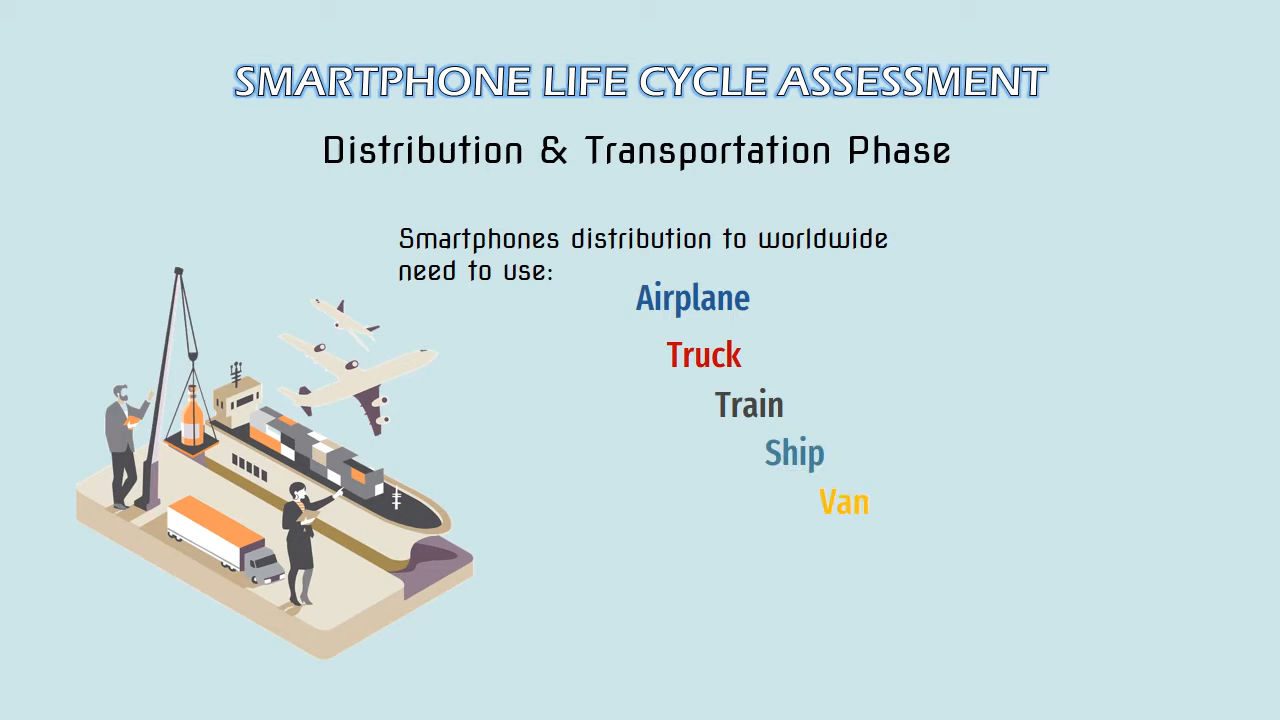 SMARTPHONE LIFE CYCLE ASSESSMENT
Distribution & Transportation Phase
Smartphones distribution to worldwide
need to use:
Airplane
Truck
Train
Ship
Van